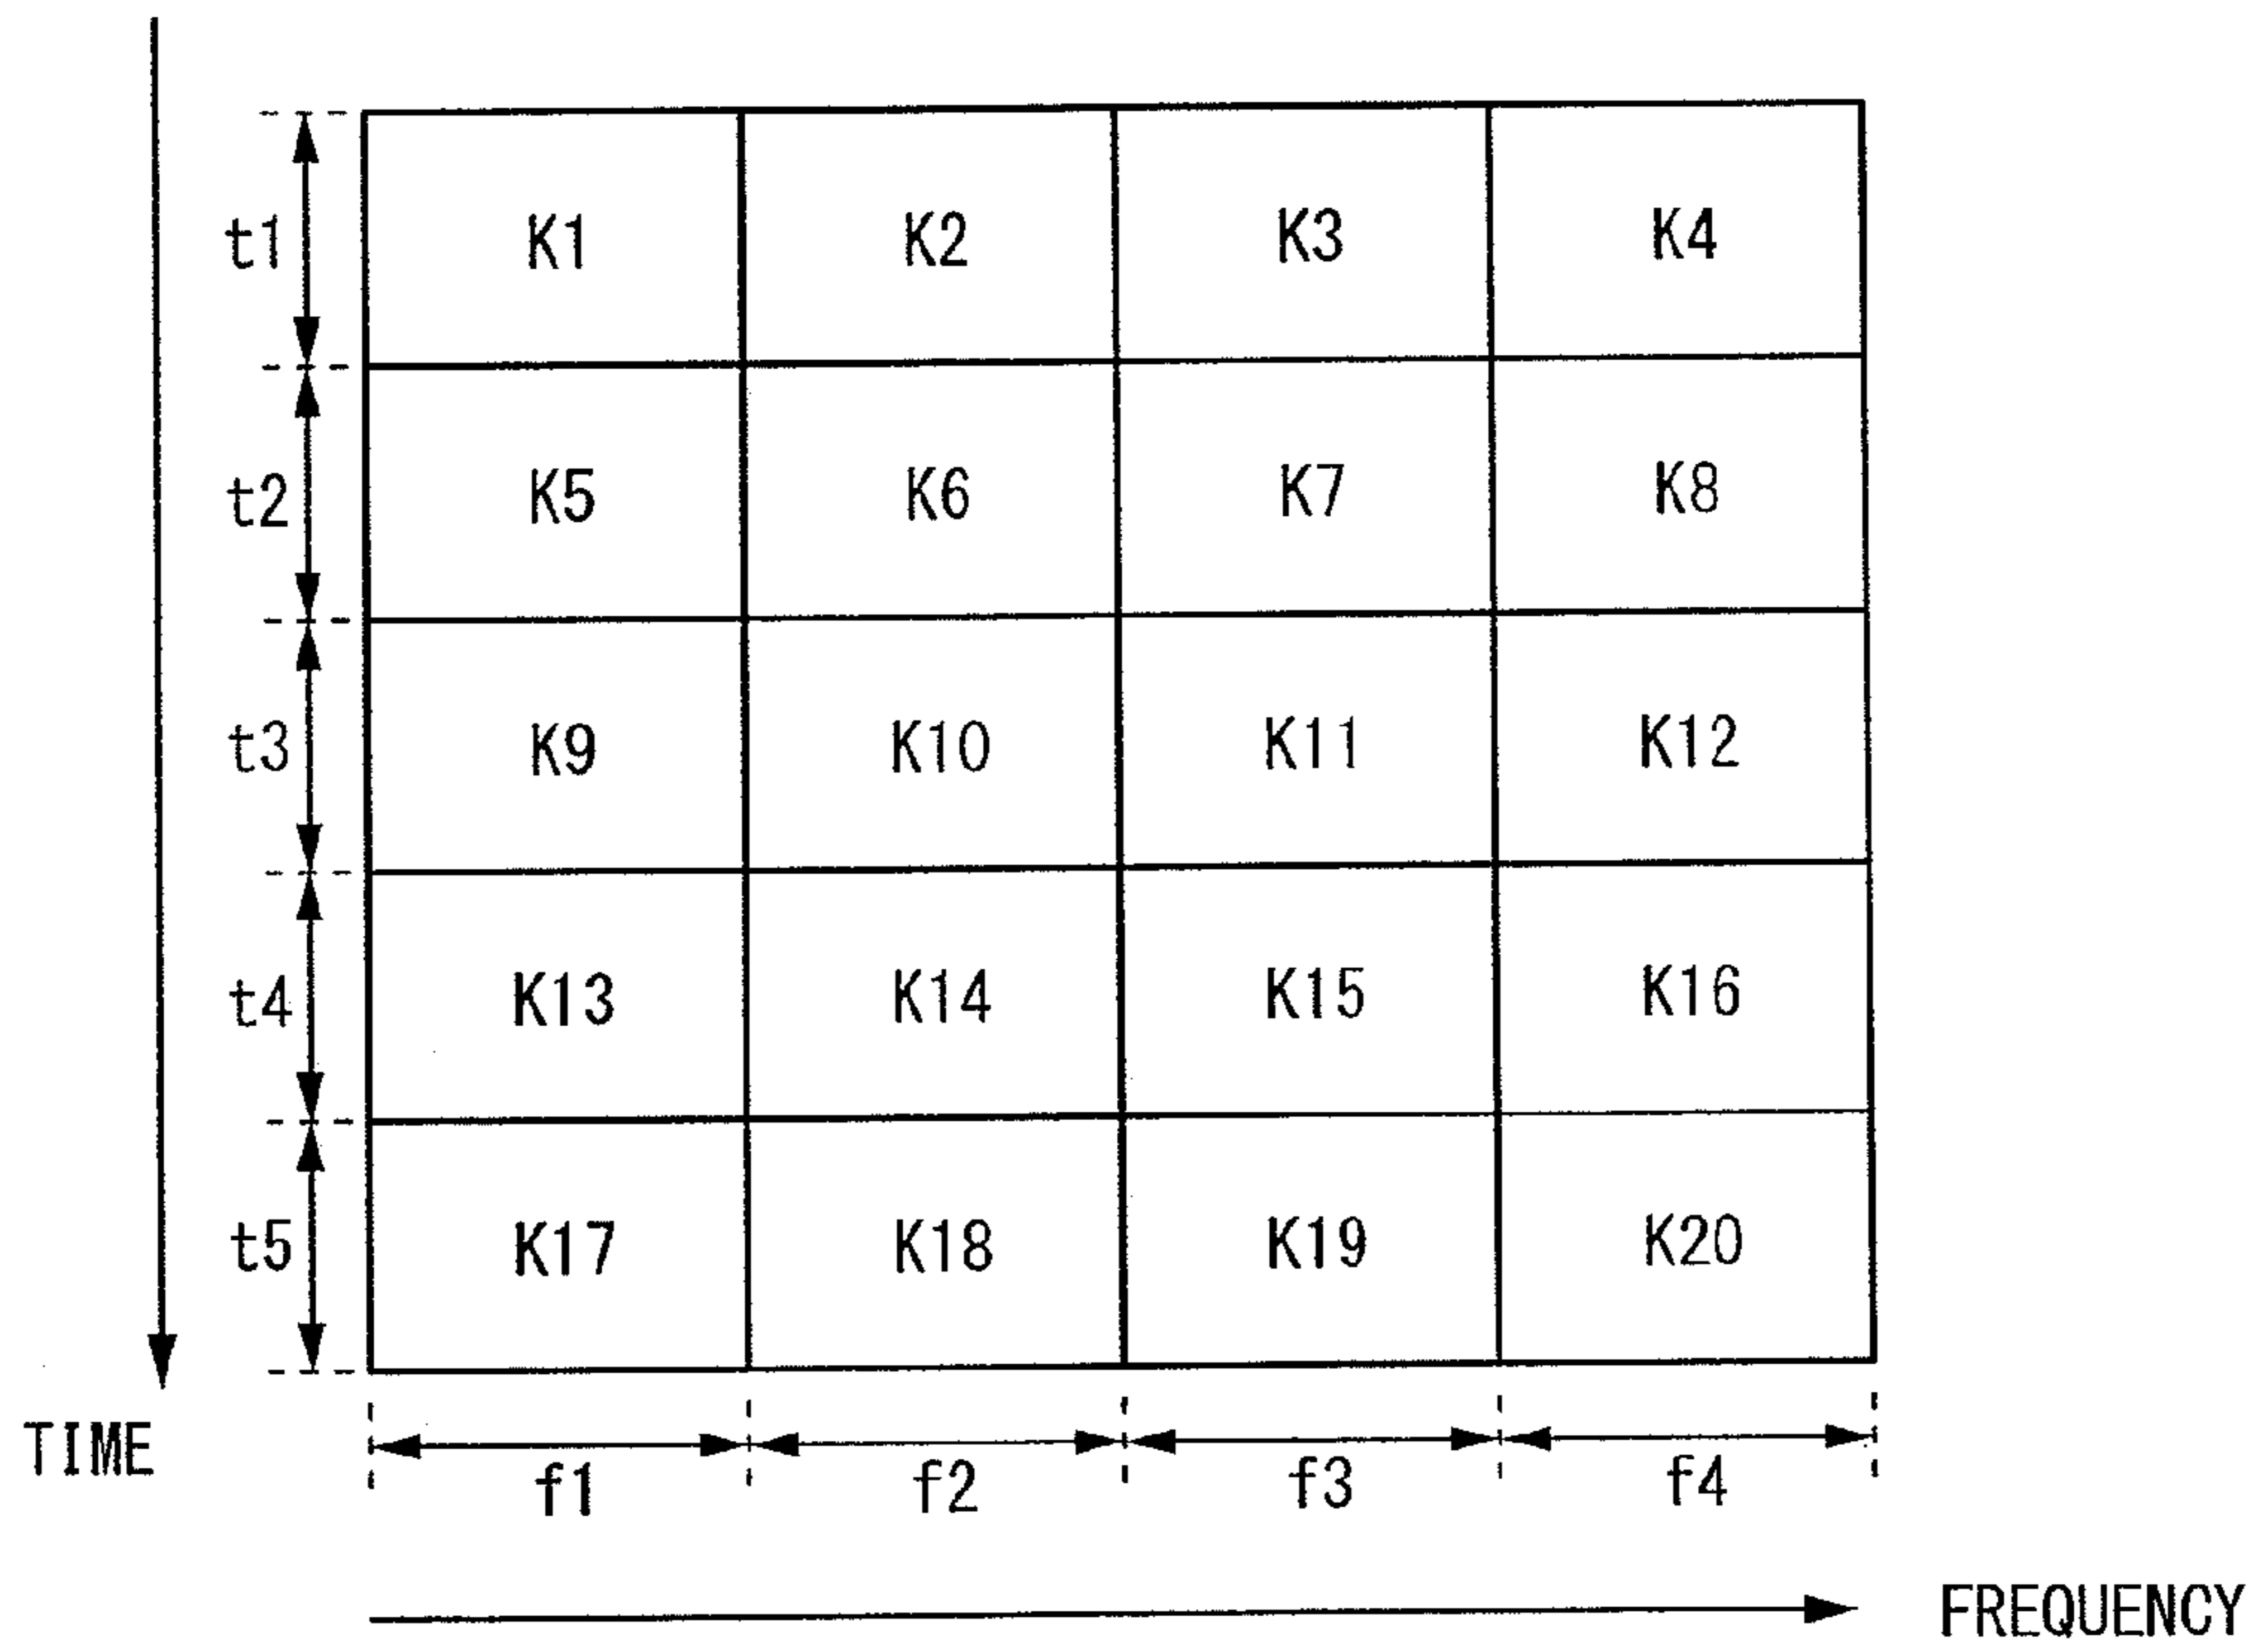 t1 K1 K2 K3 K4
t2 K5 K6 K7 K8
t3 K9 K10 K11 K12
t4 K13 K14 K15 K16
t5 K17 K18 K19 K20
TIME
f1 f2 f3 f4
FREQUENCY